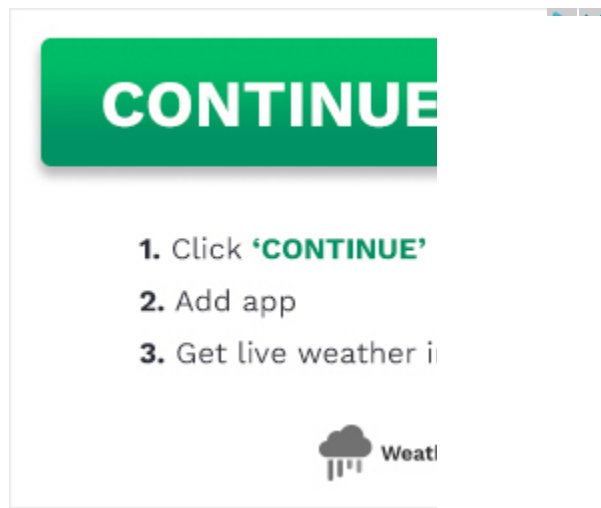 CONTINUE
1. Click ‘CONTINUE’
2. Add app
3. Get live weather